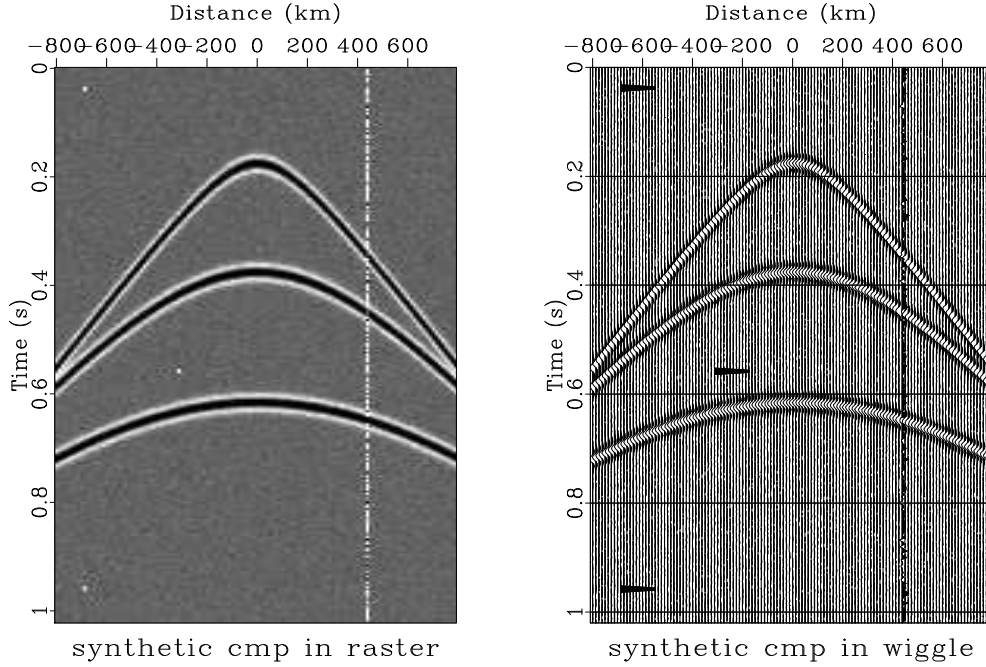 Distance (km)
−800 −600 −400 −200 0 200 400 600
0
0.2
0.4
0.6
0.8
1
Time (s)
synthetic cmp in raster
Distance (km)
−800 −600 −400 −200 0 200 400 600
0
0.2
0.4
0.6
0.8
1
Time (s)
synthetic cmp in wiggle